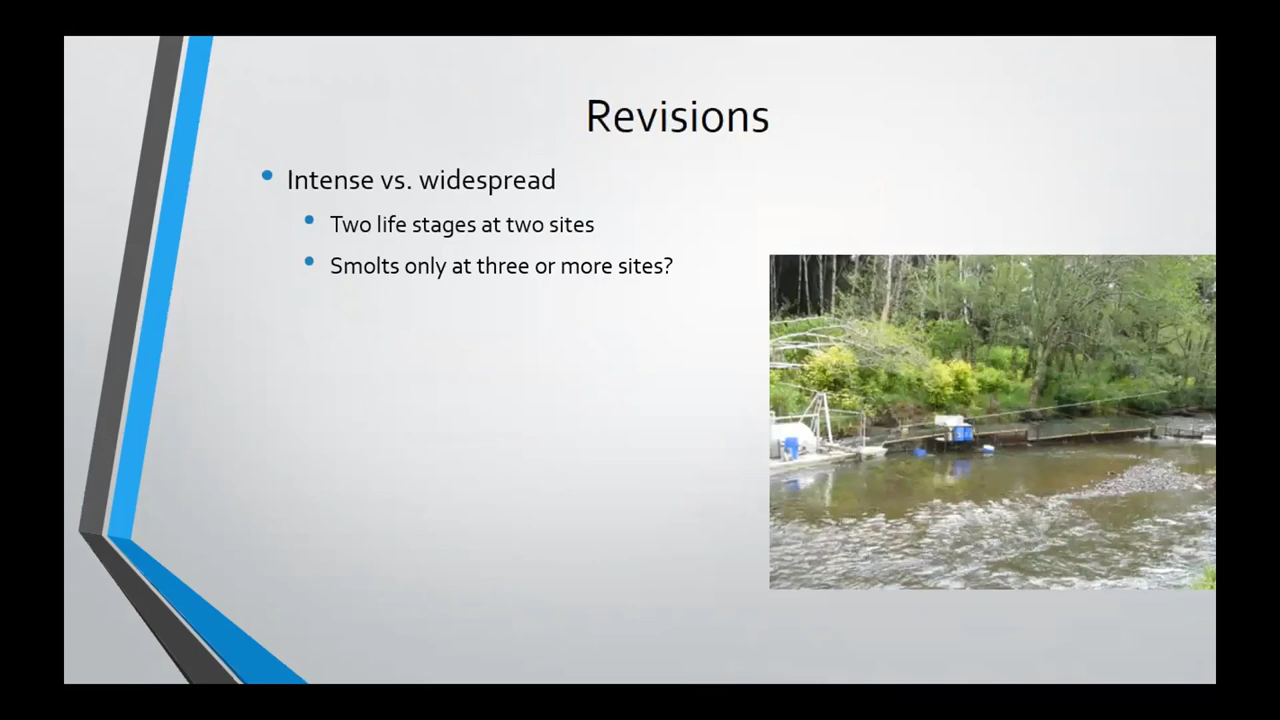 Revisions
Intense vs. widespread
Two life stages at two sites
Smolts only at three or more sites?